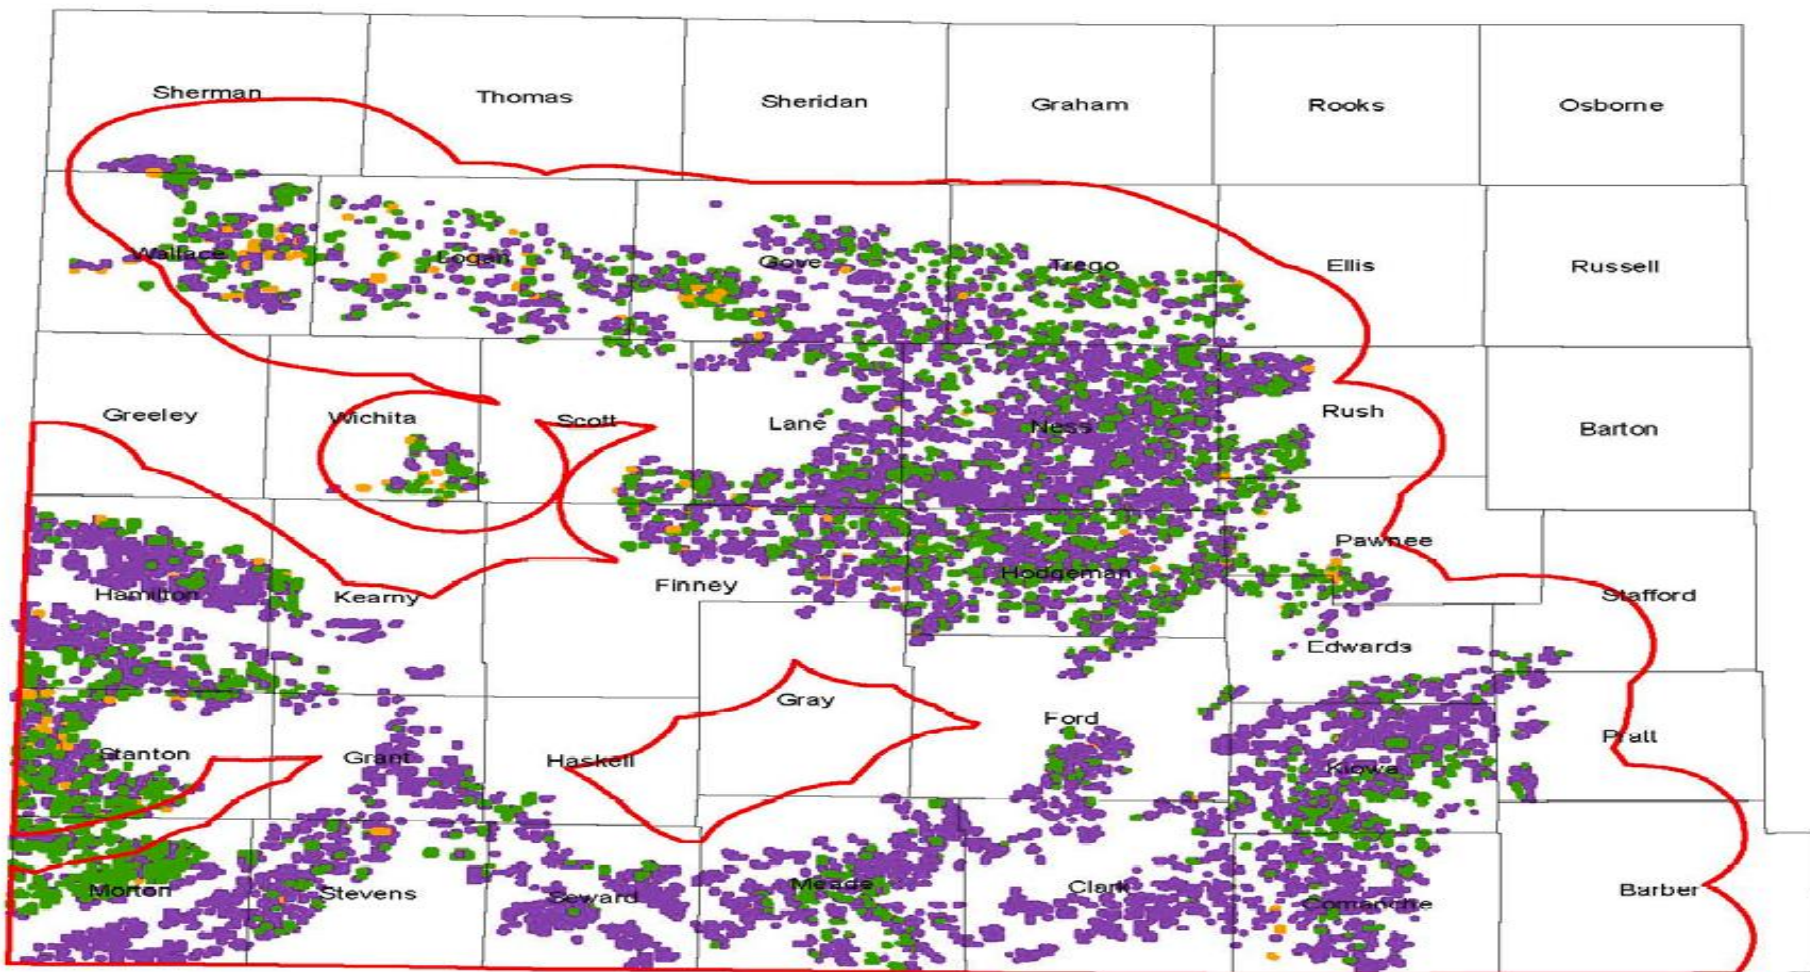 Sherman
Thomas
Sheridan
Graham
Rooks
Osborne
Wallace
Logan
Gove
Trego
Ellis
Russell
Greeley
Wichita
Scott
Lane
Ness
Rush
Barton
Hamilton
Kearny
Finney
Hodgeman
Pawnee
Stafford
Edwards
Stanton
Grant
Haskell
Gray
Ford
Kiowa
Pratt
Morton
Stevens
Seward
Meade
Clark
Comanche
Barber